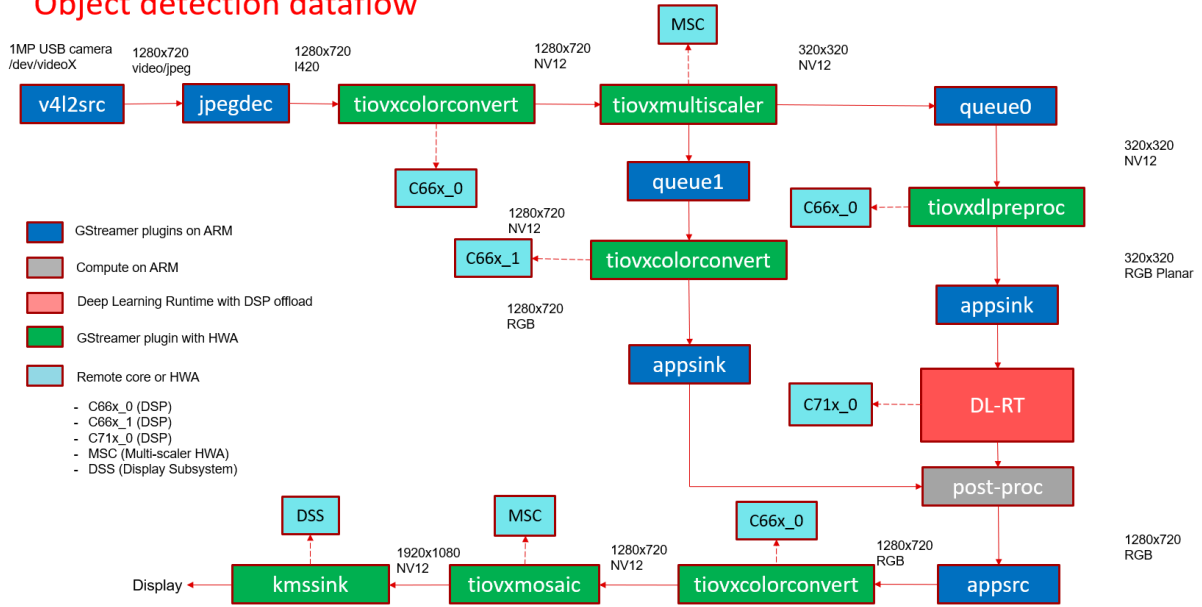 Object detection dataflow
1MP USB camera
/dev/videoX
1280x720
video/jpeg
1280x720
I420
1280x720
NV12
MSC
320x320
NV12
v4l2src
jpegdec
tiovxcolorconvert
tiovxmultiscaler
queue0
C66x_0
queue1
320x320
NV12
C66x_0
tiovxdlpreproc
1280x720
NV12
C66x_1
tiovxcolorconvert
320x320
RGB Planar
1280x720
RGB
appsink
appsink
GStreamer plugins on ARM
Compute on ARM
Deep Learning Runtime with DSP offload
GStreamer plugin with HWA
Remote core or HWA
- C66x_0 (DSP)
- C66x_1 (DSP)
- C71x_0 (DSP)
- MSC (Multi-scaler HWA)
- DSS (Display Subsystem)
C71x_0
DL-RT
post-proc
DSS
MSC
C66x_0
1920x1080
NV12
1280x720
NV12
1280x720
RGB
1280x720
RGB
Display
kmssink
tiovxmosaic
tiovxcolorconvert
appsrc